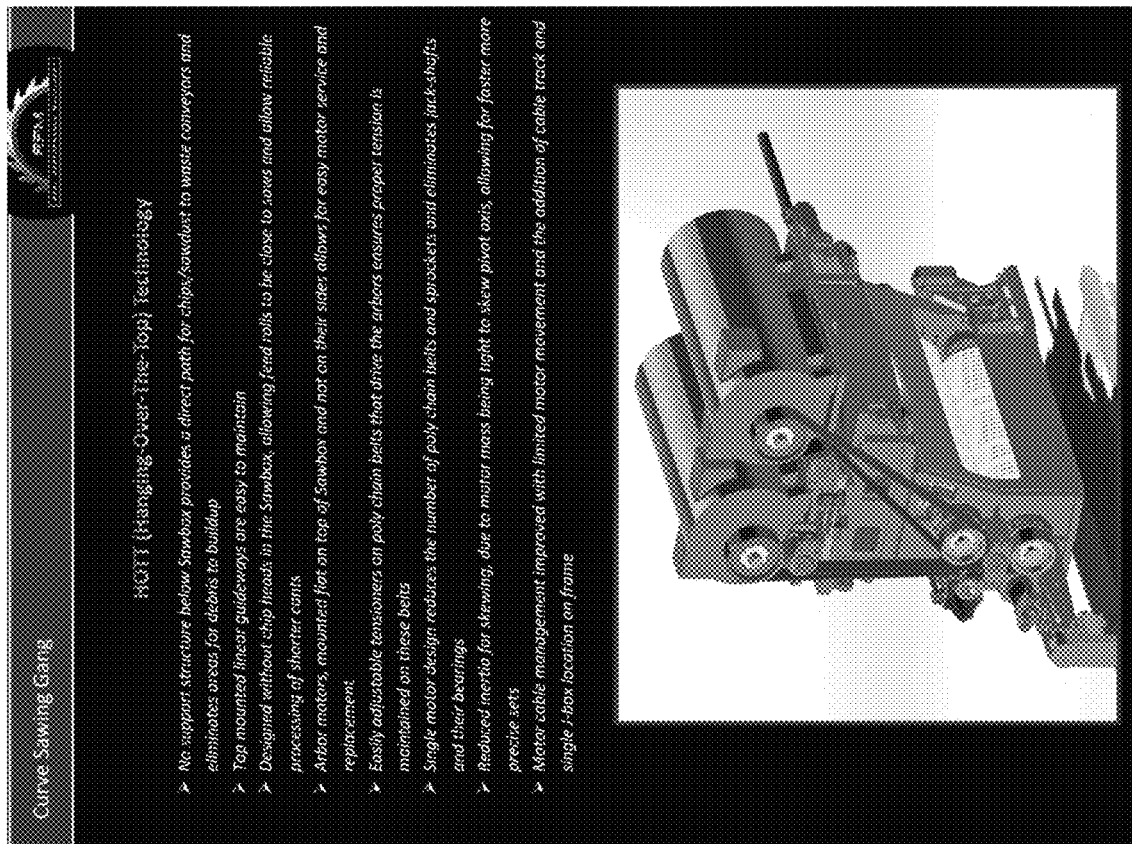 Curve Sawing Gang
HOTT (Hanging-Over-The-Top) Technology
➤ No support structure below Sawbox provides a direct path for chips/sawdust to waste conveyors and
eliminates areas for debris to buildup
➤ Top mounted linear guideways are easy to maintain
➤ Designed without chip heads in the Sawbox, allowing feed rolls to be close to saws and allow reliable
processing of shorter cants
➤ Arbor motors, mounted flat on top of Sawbox and not on their sides allows for easy motor service and
replacement
➤ Easily adjustable tensioners on poly chain belts that drive the arbors ensures proper tension is
maintained on these belts
➤ Single motor design reduces the number of poly chain belts and sprockets and eliminates jack-shafts
and their bearings
➤ Reduced inertia for skewing, due to motor mass being tight to skew pivot axis, allowing for faster more
precise sets
➤ Motor cable management improved with limited motor movement and the addition of cable track and
single J-box location on frame